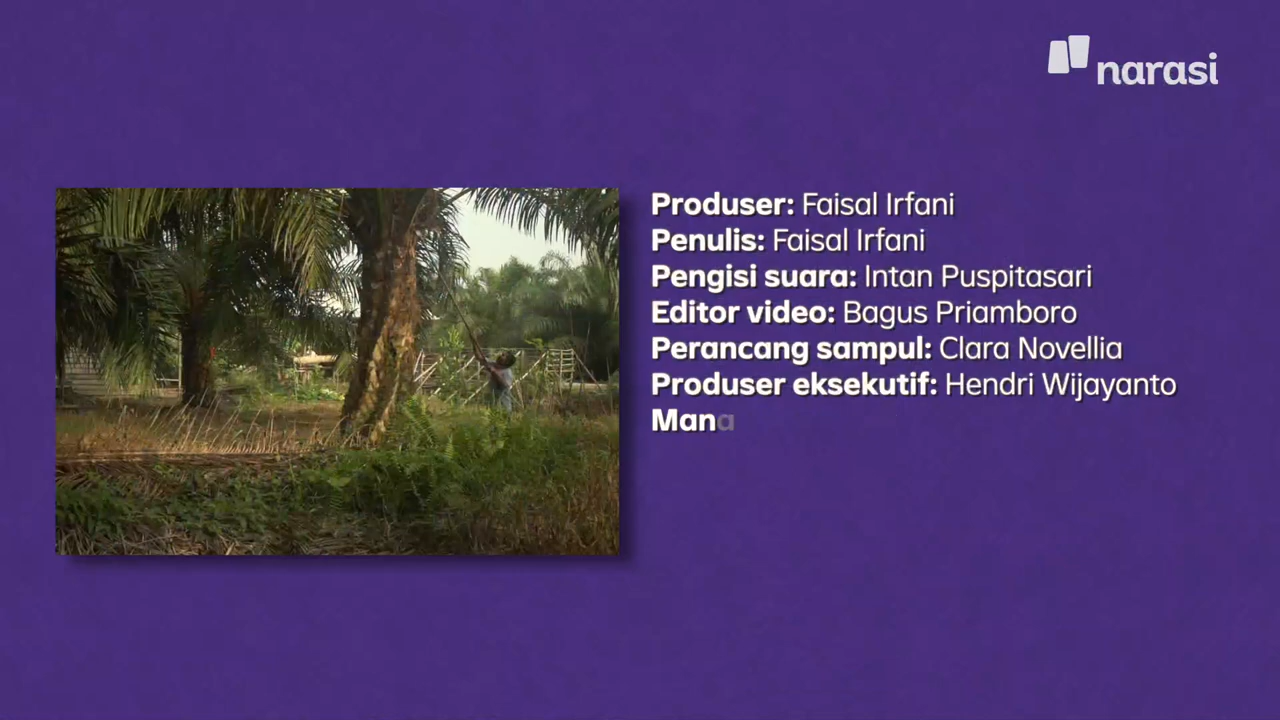 narasi
Produser: Faisal Irfani
Penulis: Faisal Irfani
Pengisi suara: Intan Puspitasari
Editor video: Bagus Priamboro
Perancang sampul: Clara Novellia
Produser eksekutif: Hendri Wijayanto
Mana